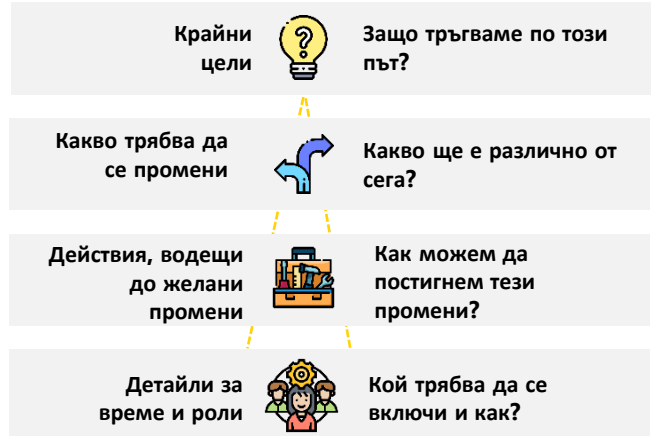 Крайни
цели
Защо тръгваме по този
път?
Какво трябва да
се промени
Какво ще е различно от
сега?
Действия, водещи
до желани
промени
Как можем да
постигнем тези
промени?
Детайли за
време и роли
Кой трябва да се
включи и как?